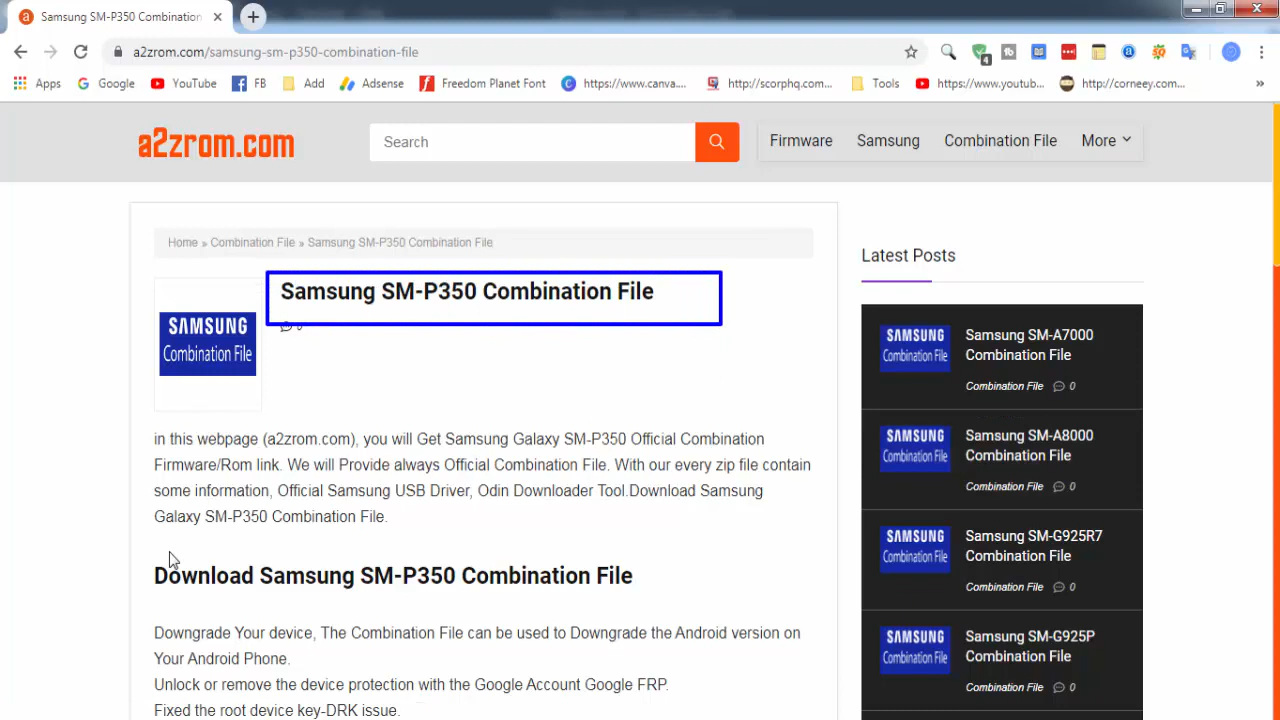 Samsung SM-P350 Combination
a2zrom.com/samsung-sm-p350-combination-file
4
Apps Google YouTube FB Add Adsense Freedom Planet Font https://www.canva... http://scorphq.com... Tools https://www.youtub... http://corneey.com... »
a2zrom.com
Search
Firmware Samsung Combination File More
Home » Combination File » Samsung SM-P350 Combination File
Samsung SM-P350 Combination File
SAMSUNG
Combination File
in this webpage (a2zrom.com), you will Get Samsung Galaxy SM-P350 Official Combination
Firmware/Rom link. We will Provide always Official Combination File. With our every zip file contain
some information, Official Samsung USB Driver, Odin Downloader Tool.Download Samsung
Galaxy SM-P350 Combination File.
Download Samsung SM-P350 Combination File
Downgrade Your device, The Combination File can be used to Downgrade the Android version on
Your Android Phone.
Unlock or remove the device protection with the Google Account Google FRP.
Fixed the root device key-DRK issue.
Latest Posts
SAMSUNG
Combination File
Samsung SM-A7000
Combination File
Combination File 0
SAMSUNG
Combination File
Samsung SM-A8000
Combination File
Combination File 0
SAMSUNG
Combination File
Samsung SM-G925R7
Combination File
Combination File 0
SAMSUNG
Combination File
Samsung SM-G925P
Combination File
Combination File 0